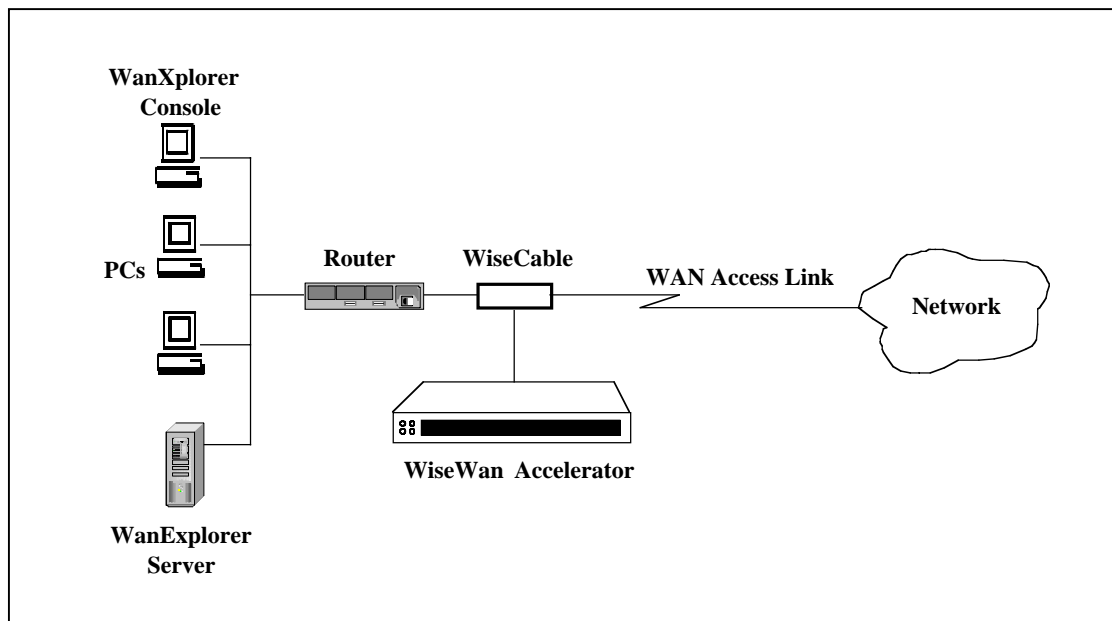 WanXplorer
Console
PCs
Router
WiseCable
WAN Access Link
Network
WiseWan Accelerator
WanExplorer
Server